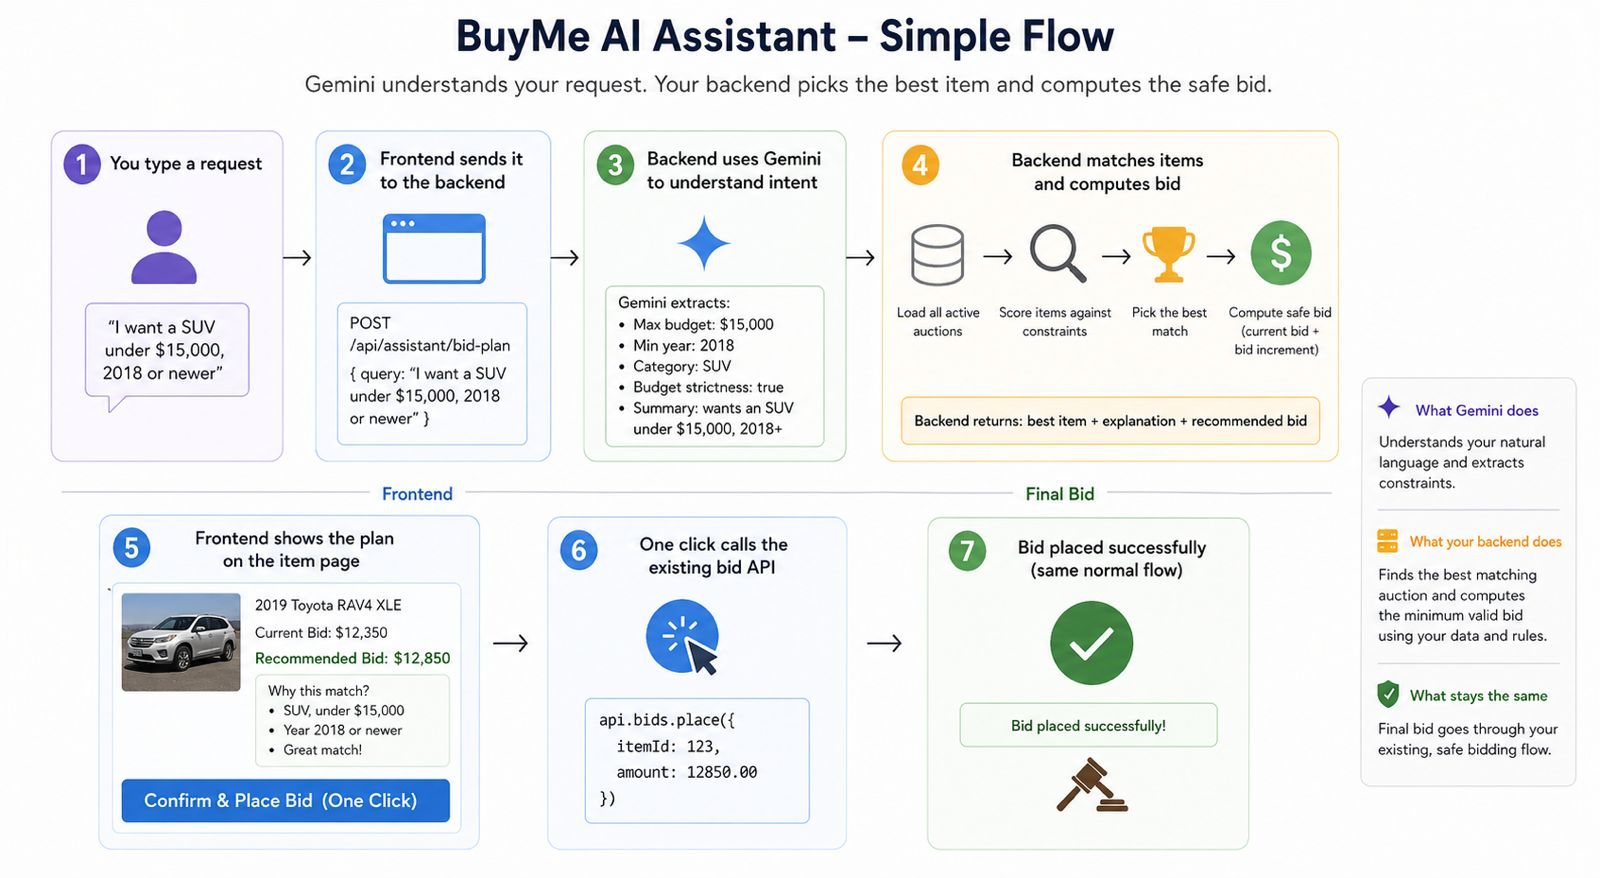 BuyMe AI Assistant – Simple Flow
Gemini understands your request. Your backend picks the best item and computes the safe bid.
1
You type a request
“I want a SUV
under $15,000,
2018 or newer”
2
Frontend sends it
to the backend
POST
/api/assistant/bid-plan
{ query: “I want a SUV
under $15,000, 2018
or newer” }
3
Backend uses Gemini
to understand intent
Gemini extracts:
• Max budget: $15,000
• Min year: 2018
• Category: SUV
• Budget strictness: true
• Summary: wants an SUV
under $15,000, 2018+
4
Backend matches items
and computes bid
Load all active
auctions
Score items against
constraints
Pick the best
match
$
Compute safe bid
(current bid +
bid increment)
Backend returns: best item + explanation + recommended bid
Frontend
Final Bid
5
Frontend shows the plan
on the item page
2019 Toyota RAV4 XLE
Current Bid: $12,350
Recommended Bid: $12,850
Why this match?
• SUV, under $15,000
• Year 2018 or newer
• Great match!
Confirm & Place Bid (One Click)
6
One click calls the
existing bid API
api.bids.place({
itemId: 123,
amount: 12850.00
})
7
Bid placed successfully
(same normal flow)
Bid placed successfully!
What Gemini does
Understands your natural
language and extracts
constraints.
What your backend does
Finds the best matching
auction and computes
the minimum valid bid
using your data and rules.
What stays the same
Final bid goes through your
existing, safe bidding flow.